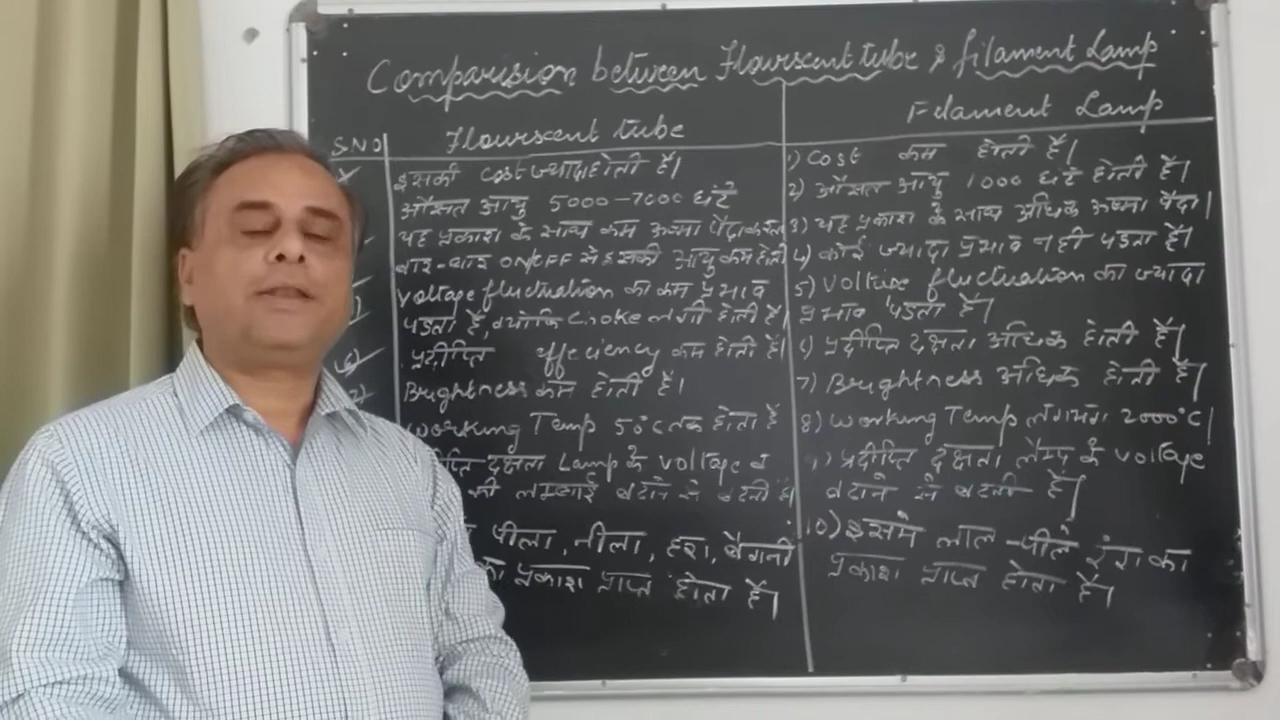 Comparision between Flourscent tube & filament Lamp
S.NO Flourscent tube
Filament Lamp
इसकी cost ज्यादा होती है।
औसत आयु 5000-7000 घंटे
यह प्रकाश के साथ कम ऊष्मा पैदा करता
बार-बार ON/OFF से इसकी आयु कम होती
Voltage fluctuation का कम प्रभाव
पड़ता है, क्योकि Choke लगी होती है।
प्रदीप्ति efficiency कम होती है।
Brightness कम होती है।
Working Temp 50°C तक होता है
दक्षता Lamp के voltage व
की लम्बाई
पीला, नीला, हरा, बैगनी
का प्रकाश प्राप्त होता है।
1) Cost कम होती है।
2) औसत आयु 1000 घंटे होती है।
3) यह प्रकाश के साथ अधिक ऊष्मा पैदा।
4) कोई ज्यादा प्रभाव नही पड़ता है।
5) Voltage fluctuation का ज्यादा
प्रभाव पड़ता है।
6) प्रदीप्ति दक्षता अधिक होती है।
7) Brightness अधिक होती है।
8) Working Temp लगभग 2000°C।
9) प्रदीप्ति दक्षता लैम्प के voltage
से है।
10) इसमे लाल-पीले रंग का
प्रकाश प्राप्त होता है।